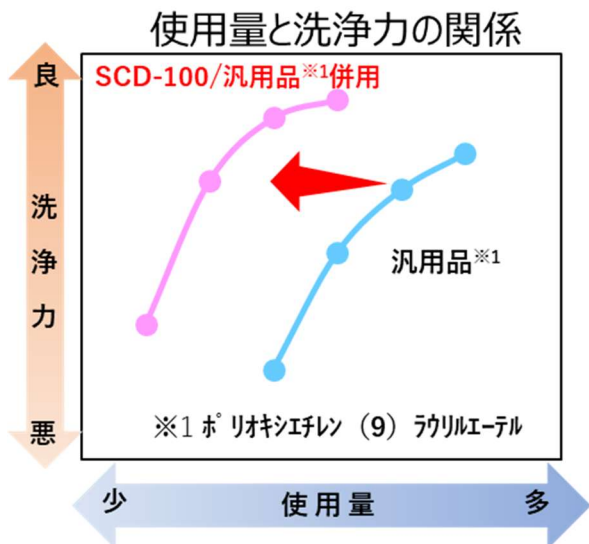 使用量と洗浄力の関係
良
SCD-100/汎用品※1併用
洗浄力
汎用品※1
悪
※1 ﾎﾟﾘｵｷｼｴﾁﾚﾝ（9）ﾗｳﾘﾙｴｰﾃﾙ
少 使用量 多